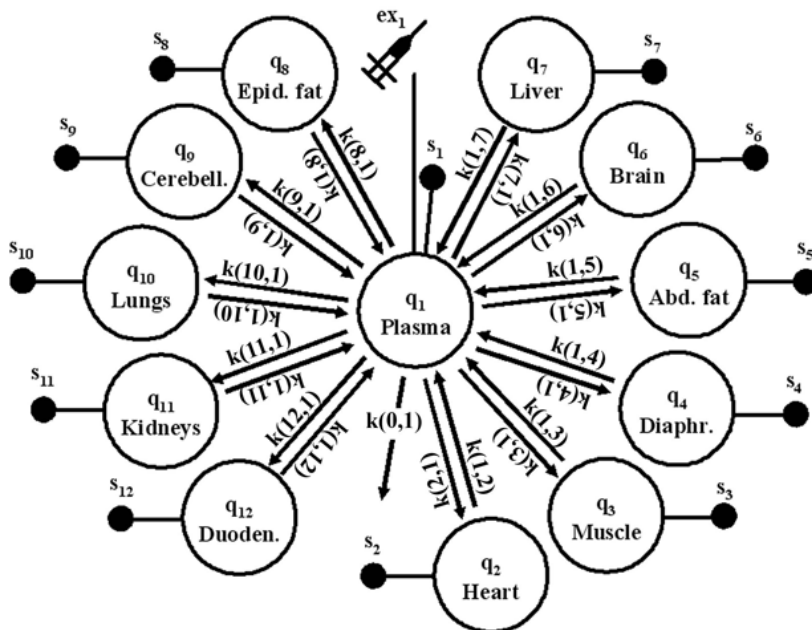 ex₁
s₈
q₈
Epid. fat
k(8,1)
k(1,8)
s₇
q₇
Liver
k(1,7)
k(7,1)
s₉
q₉
Cerebell.
k(9,1)
k(1,9)
s₁
s₆
q₆
Brain
k(1,6)
k(6,1)
s₁₀
q₁₀
Lungs
k(10,1)
k(1,10)
q₁
Plasma
s₅
q₅
Abd. fat
k(1,5)
k(5,1)
s₁₁
q₁₁
Kidneys
k(11,1)
k(1,11)
s₄
q₄
Diaphr.
k(1,4)
k(4,1)
s₁₂
q₁₂
Duoden.
k(12,1)
k(1,12)
k(0,1)
s₃
q₃
Muscle
k(1,3)
k(3,1)
s₂
q₂
Heart
k(1,2)
k(2,1)